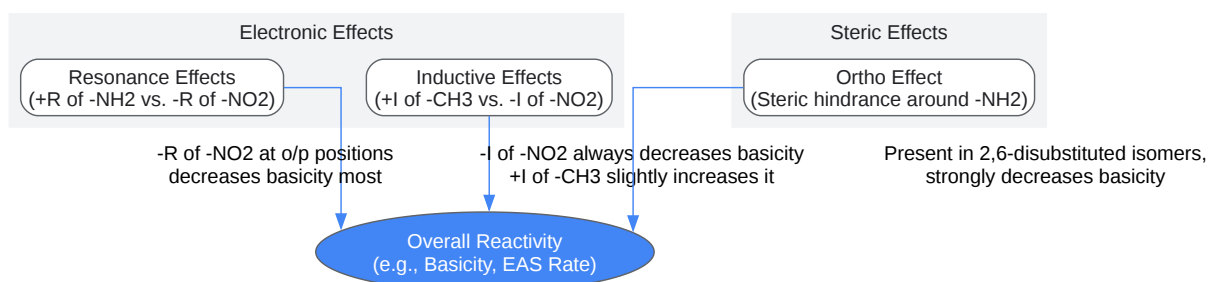 Electronic Effects
Steric Effects
Resonance Effects
(+R of -NH2 vs. -R of -NO2)
Inductive Effects
(+I of -CH3 vs. -I of -NO2)
Ortho Effect
(Steric hindrance around -NH2)
-R of -NO2 at o/p positions
decreases basicity most
-I of -NO2 always decreases basicity
+I of -CH3 slightly increases it
Present in 2,6-disubstituted isomers,
strongly decreases basicity
Overall Reactivity
(e.g., Basicity, EAS Rate)